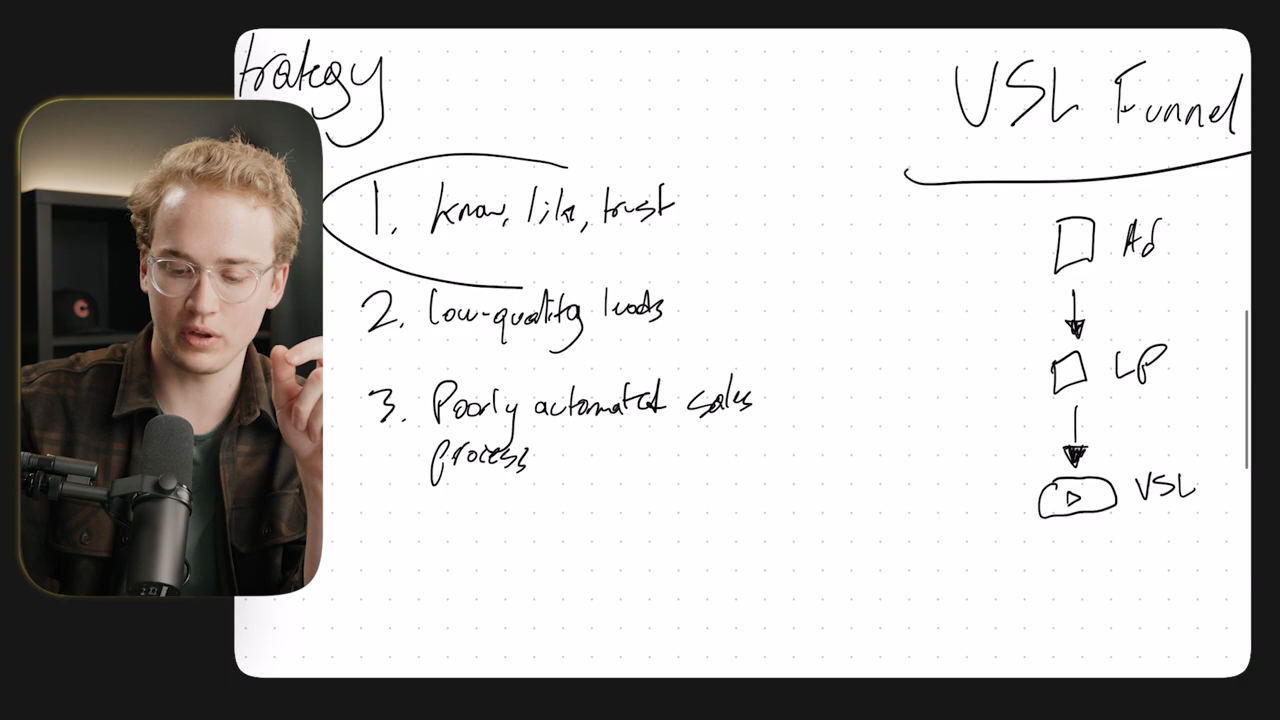 trategy
1. know, like, trust
2. low-quality leads
3. Poorly automated sales
process
VSL Funnel
Ad
LP
VSL